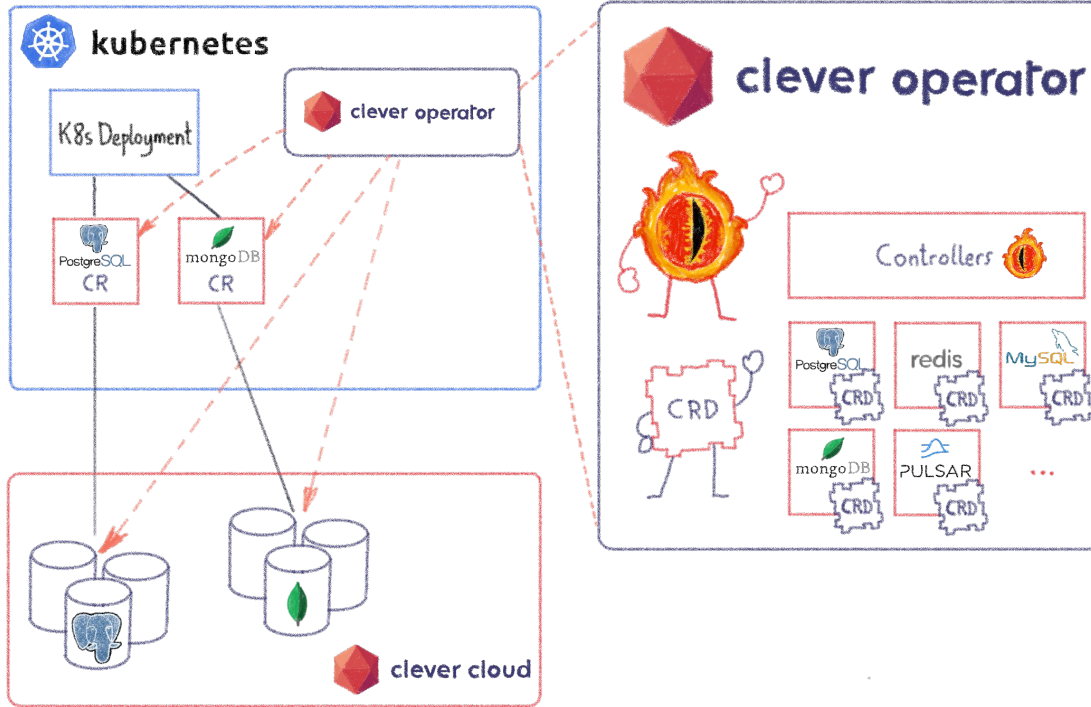 kubernetes
K8s Deployment
clever operator
PostgreSQL
CR
mongoDB
CR
clever cloud
clever operator
Controllers
CRD
PostgreSQL
CRD
redis
CRD
MySQL
CRD
mongoDB
CRD
PULSAR
CRD
...